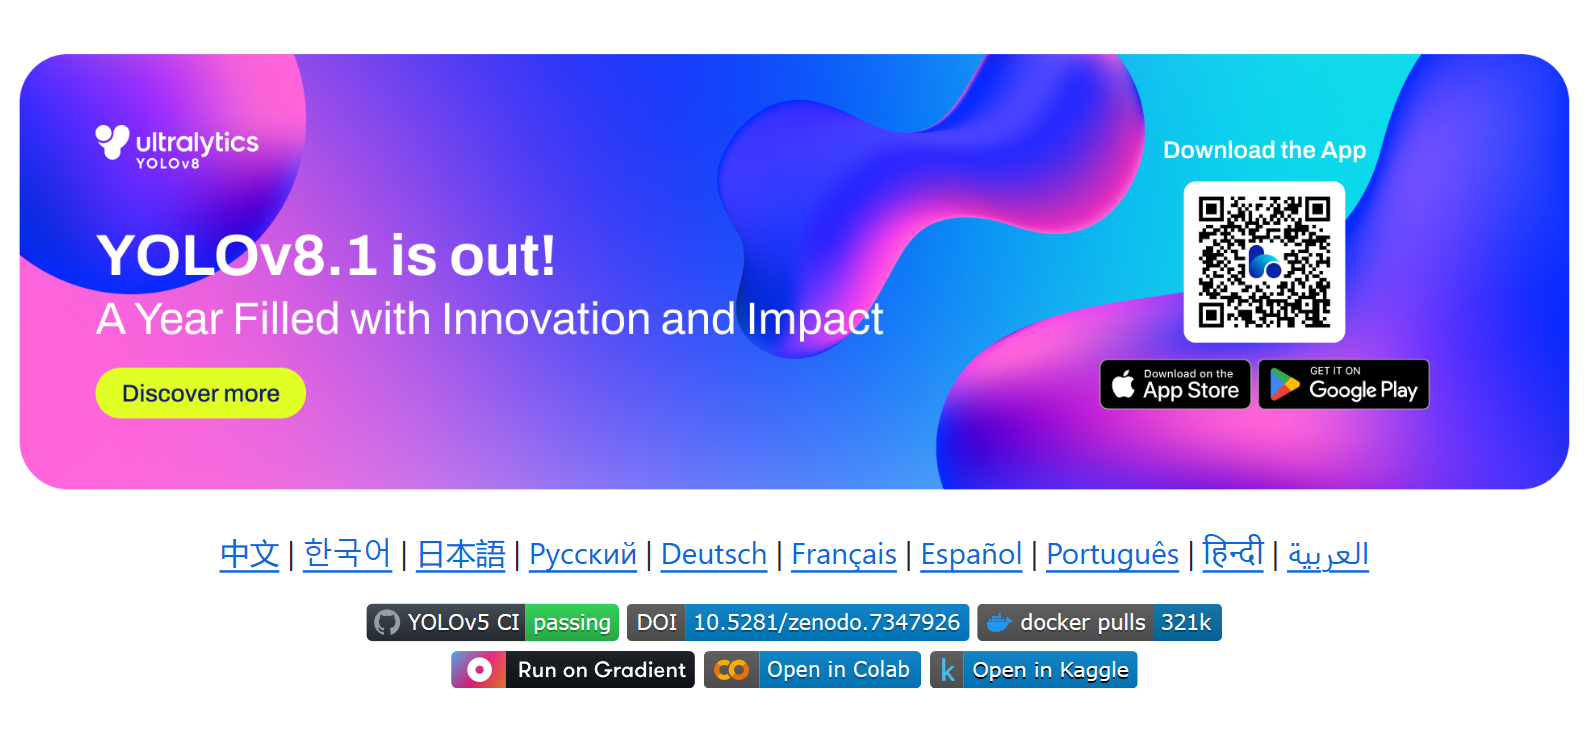 ultralytics
YOLOv8
YOLOv8.1 is out!
A Year Filled with Innovation and Impact
Discover more
Download the App
Download on the
App Store
GET IT ON
Google Play
中文 | 한국어 | 日本語 | Русский | Deutsch | Français | Español | Português | हिन्दी | العربية
YOLOv5 CI passing DOI 10.5281/zenodo.7347926 docker pulls 321k
Run on Gradient Open in Colab k Open in Kaggle